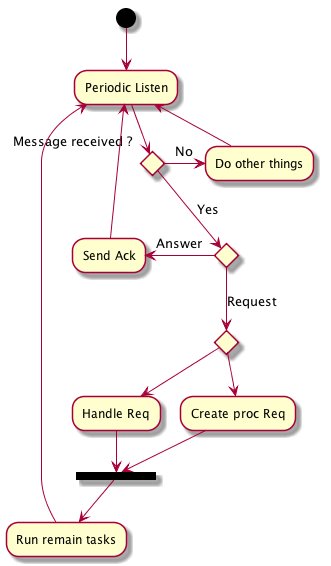 Periodic Listen
Message received ?
No
Do other things
Yes
Answer
Send Ack
Request
Handle Req
Create proc Req
Run remain tasks